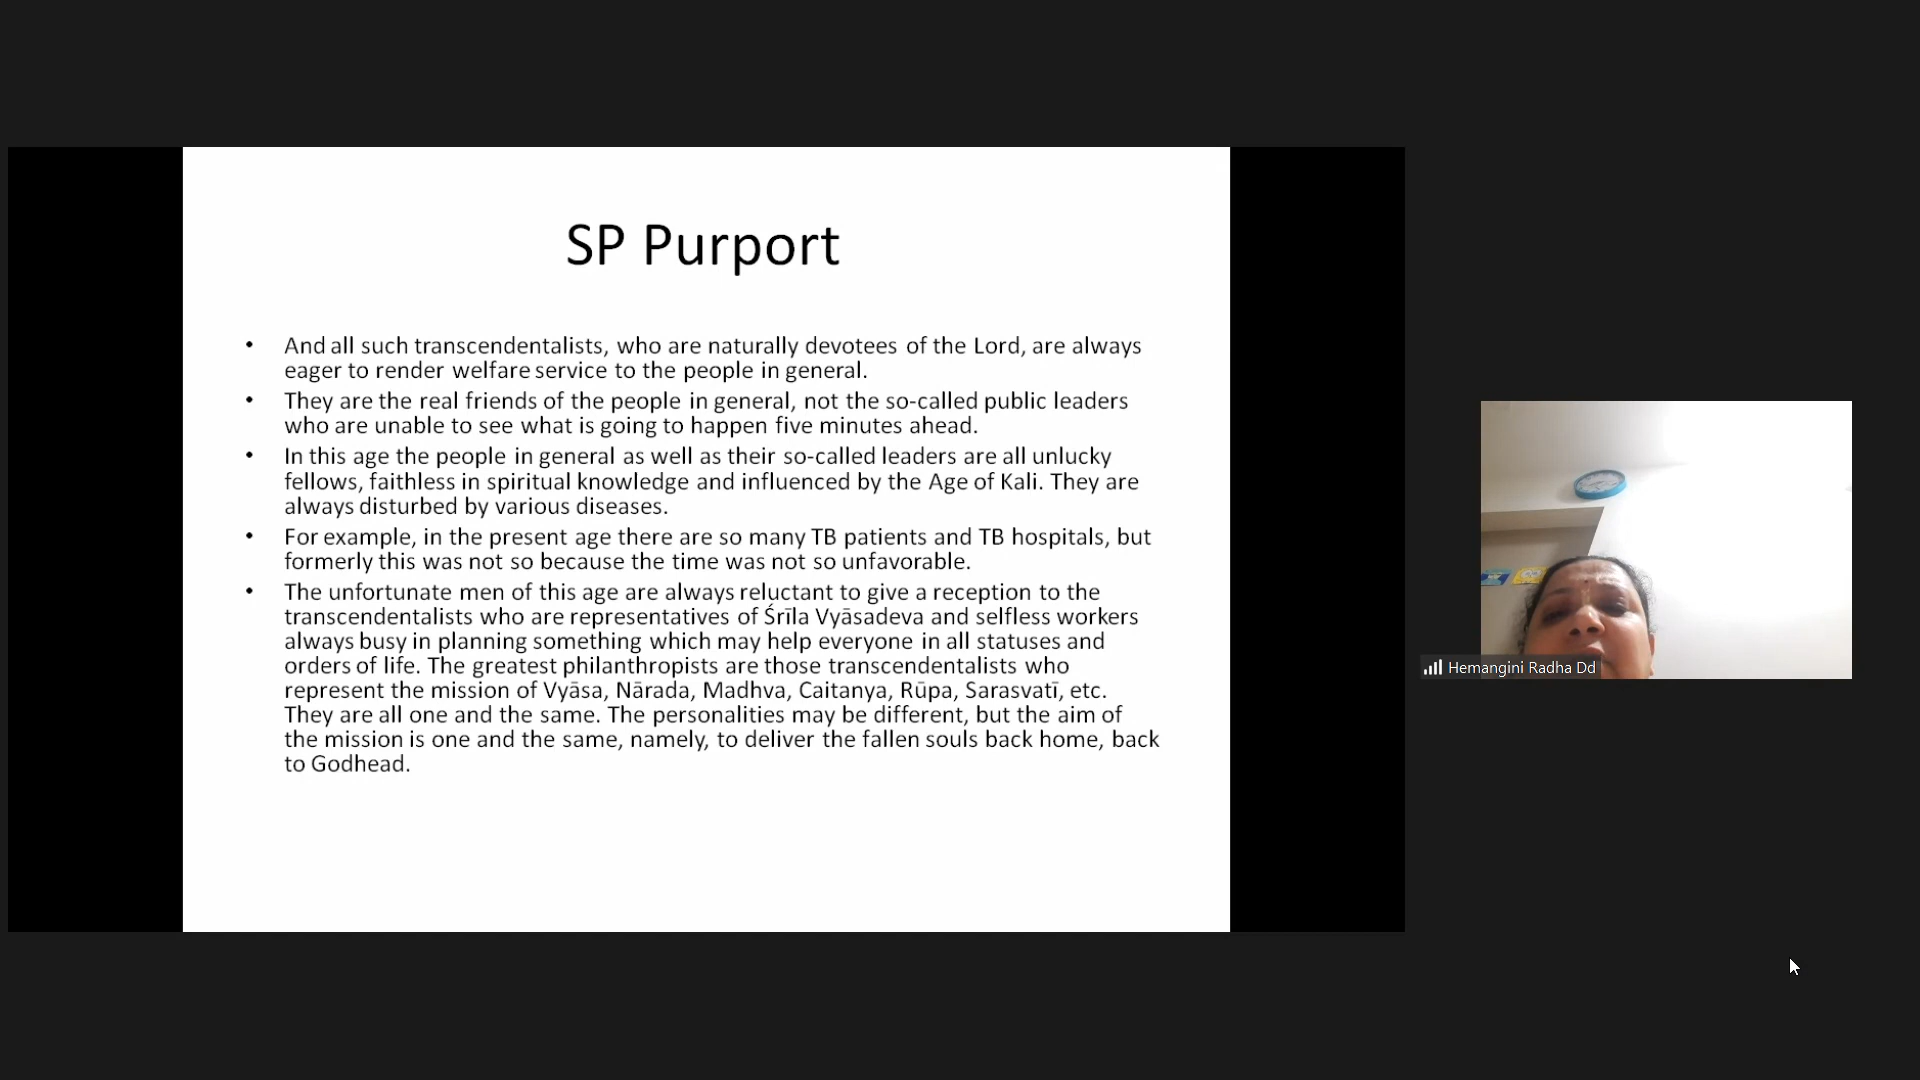 SP Purport
• And all such transcendentalists, who are naturally devotees of the Lord, are always
eager to render welfare service to the people in general.
• They are the real friends of the people in general, not the so-called public leaders
who are unable to see what is going to happen five minutes ahead.
• In this age the people in general as well as their so-called leaders are all unlucky
fellows, faithless in spiritual knowledge and influenced by the Age of Kali. They are
always disturbed by various diseases.
• For example, in the present age there are so many TB patients and TB hospitals, but
formerly this was not so because the time was not so unfavorable.
• The unfortunate men of this age are always reluctant to give a reception to the
transcendentalists who are representatives of Śrīla Vyāsadeva and selfless workers
always busy in planning something which may help everyone in all statuses and
orders of life. The greatest philanthropists are those transcendentalists who
represent the mission of Vyāsa, Nārada, Madhva, Caitanya, Rūpa, Sarasvatī, etc.
They are all one and the same. The personalities may be different, but the aim of
the mission is one and the same, namely, to deliver the fallen souls back home, back
to Godhead.
Hemangini Radha Dd